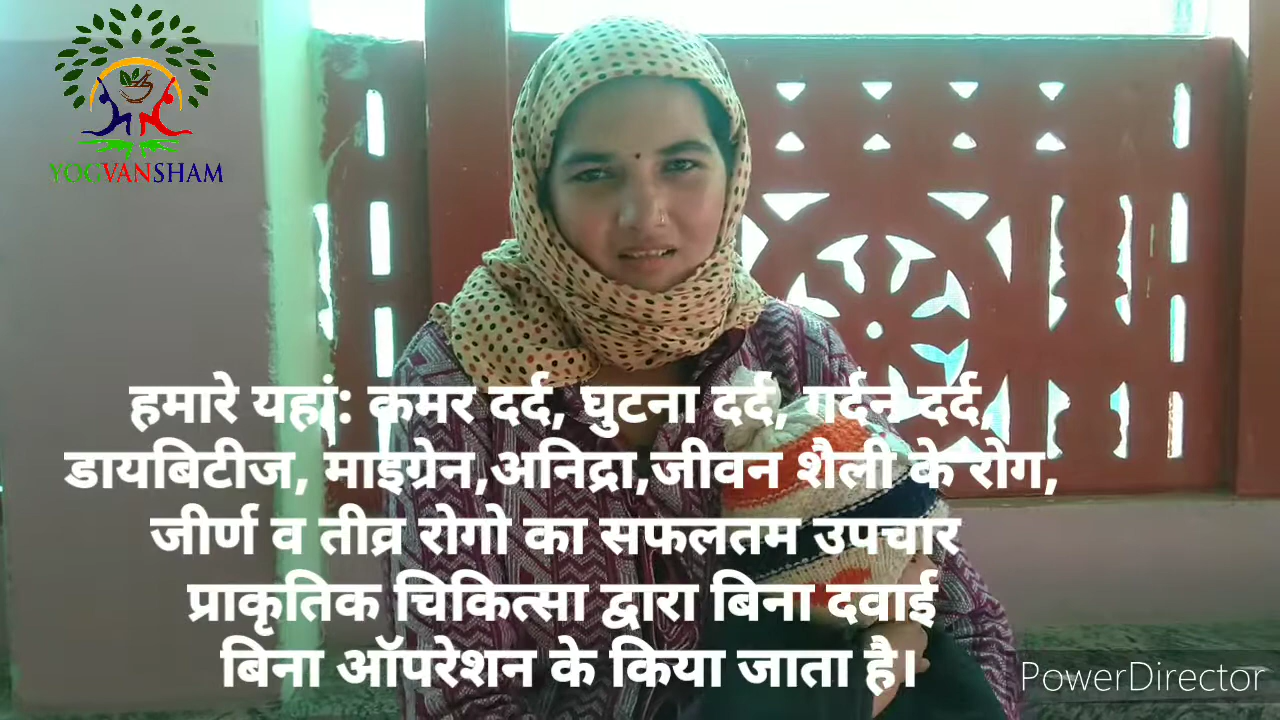 YOGVANSHAM
हमारे यहां: कमर दर्द, घुटना दर्द, गर्दन दर्द,
डायबिटीज, माइग्रेन,अनिद्रा,जीवन शैली के रोग,
जीर्ण व तीव्र रोगो का सफलतम उपचार
प्राकृतिक चिकित्सा द्वारा बिना दवाई
बिना ऑपरेशन के किया जाता है।
PowerDirector